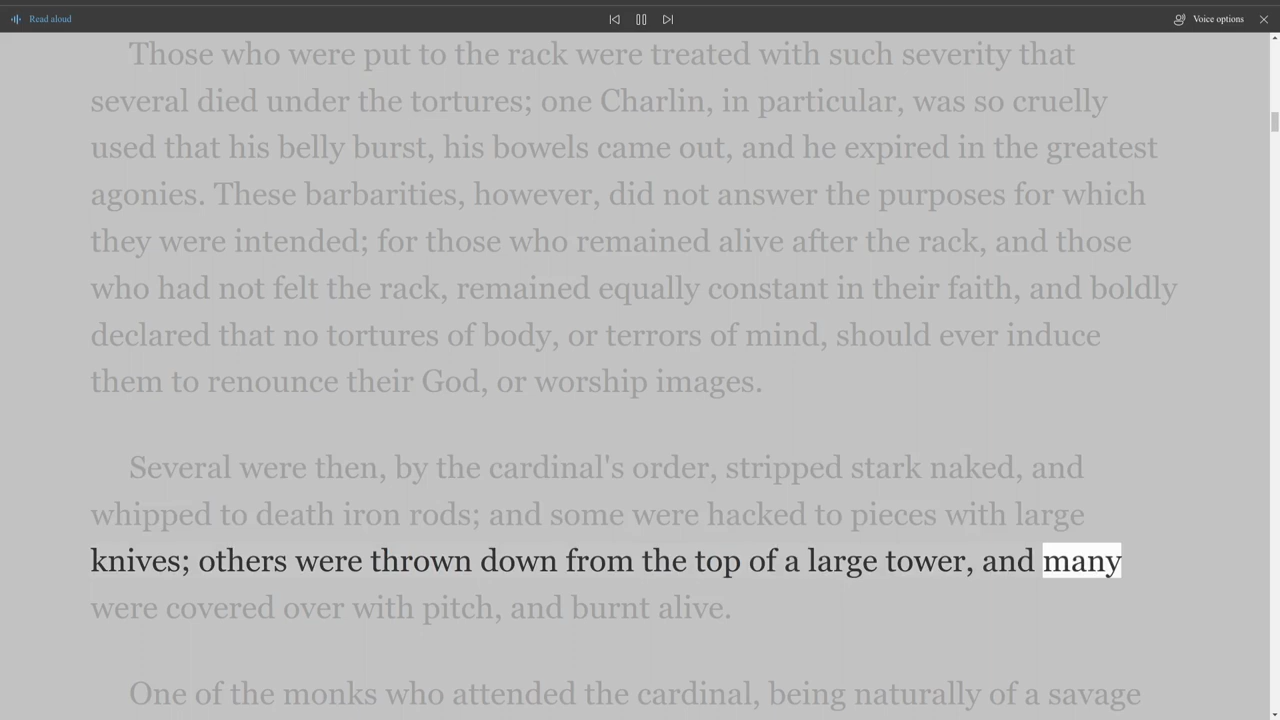 Read aloud
Voice options
Those who were put to the rack were treated with such severity that
several died under the tortures; one Charlin, in particular, was so cruelly
used that his belly burst, his bowels came out, and he expired in the greatest
agonies. These barbarities, however, did not answer the purposes for which
they were intended; for those who remained alive after the rack, and those
who had not felt the rack, remained equally constant in their faith, and boldly
declared that no tortures of body, or terrors of mind, should ever induce
them to renounce their God, or worship images.
Several were then, by the cardinal's order, stripped stark naked, and
whipped to death iron rods; and some were hacked to pieces with large
knives; others were thrown down from the top of a large tower, and many
were covered over with pitch, and burnt alive.
One of the monks who attended the cardinal, being naturally of a savage